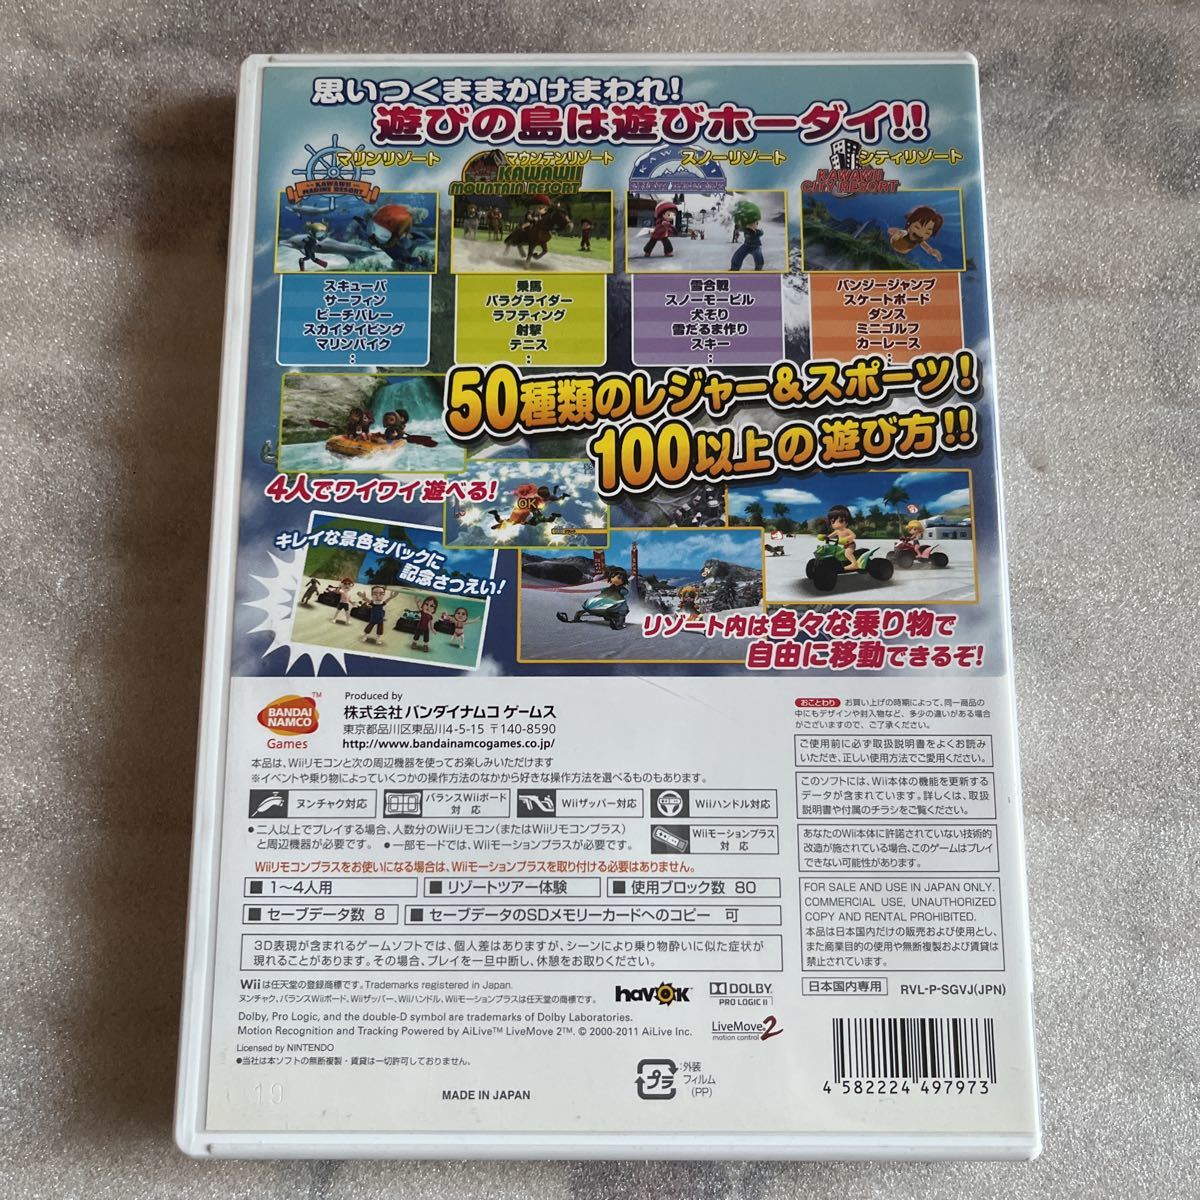 思いつくままかけまわれ!
遊びの島は遊びホーダイ!!
マリンリゾート
KAWAWII
MARINE RESORT
マウンテンリゾート
KAWAWII
MOUNTAIN RESORT
スノーリゾート
KAWAWII
シティリゾート
KAWAWII
CITY RESORT
スキューバ
サーフィン
ビーチバレー
スカイダイビング
マリンバイク
:
乗馬
パラグライダー
ラフティング
射撃
テニス
:
雪合戦
スノーモービル
犬ぞり
雪だるま作り
スキー
:
バンジージャンプ
スケートボード
ダンス
ミニゴルフ
カーレース
:
50種類のレジャー&スポーツ!
100以上の遊び方!!
4人でワイワイ遊べる!
OK
キレイな景色をバックに
記念さつえい!
リゾート内は色々な乗り物で
自由に移動できるぞ!
BANDAI
NAMCO
Games
TM
Produced by
株式会社 バンダイナムコ ゲームス
東京都品川区東品川4-5-15 〒140-8590
http://www.bandainamcogames.co.jp/
本品は、Wiiリモコンと次の周辺機器を使ってお楽しみいただけます
※イベントや乗り物によっていくつかの操作方法のなかから好きな操作方法を選べるものもあります。
ヌンチャク対応
バランスWiiボード
対応
Wiiザッパー対応
Wiiハンドル対応
●二人以上でプレイする場合、人数分のWiiリモコン(またはWiiリモコンプラス)
と周辺機器が必要です。 ●一部モードでは、Wiiモーションプラスが必要です。
Wiiモーションプラス
対応
Wiiリモコンプラスをお使いになる場合は、Wiiモーションプラスを取り付ける必要はありません。
■ 1〜4人用
■ リゾートツアー体験
■ 使用ブロック数 80
■ セーブデータ数 8
■ セーブデータのSDメモリーカードへのコピー 可
3D表現が含まれるゲームソフトでは、個人差はありますが、シーンにより乗り物酔いに似た症状が
現れることがあります。その場合、プレイを一旦中断し、休憩をお取りください。
Wiiは任天堂の登録商標です。Trademarks registered in Japan.
ヌンチャク、バランスWiiボード、Wiiザッパー、Wiiハンドル、Wiiモーションプラスは任天堂の商標です。
Dolby, Pro Logic, and the double-D symbol are trademarks of Dolby Laboratories.
Motion Recognition and Tracking Powered by AiLive™ LiveMove 2™. © 2000-2011 AiLive Inc.
Licensed by NINTENDO
●当社は本ソフトの無断複製・賃貸は一切許可しておりません。
havOk
DOLBY
PRO LOGIC II
LiveMove 2
motion control
おことわり お買い上げの時期によって、同一商品の
中にもデザインや封入物など、多少の違いがある場合
がございますので、ご了承ください。
ご使用前に必ず取扱説明書をよくお読み
いただき、正しい使用方法でご愛用ください。
このソフトには、Wii本体の機能を更新する
データが含まれています。詳しくは、取扱
説明書や付属のチラシをご覧ください。
あなたのWii本体に許諾されていない技術的
改造が施されている場合、このゲームはプレイ
できない可能性があります。
FOR SALE AND USE IN JAPAN ONLY.
COMMERCIAL USE, UNAUTHORIZED
COPY AND RENTAL PROHIBITED.
本品は日本国内だけの販売および使用とし、
また商業目的の使用や無断複製および賃貸は
禁止されています。
日本国内専用
RVL-P-SGVJ(JPN)
プラ
:外装
フィルム
(PP)
4 582224 497973
19
MADE IN JAPAN